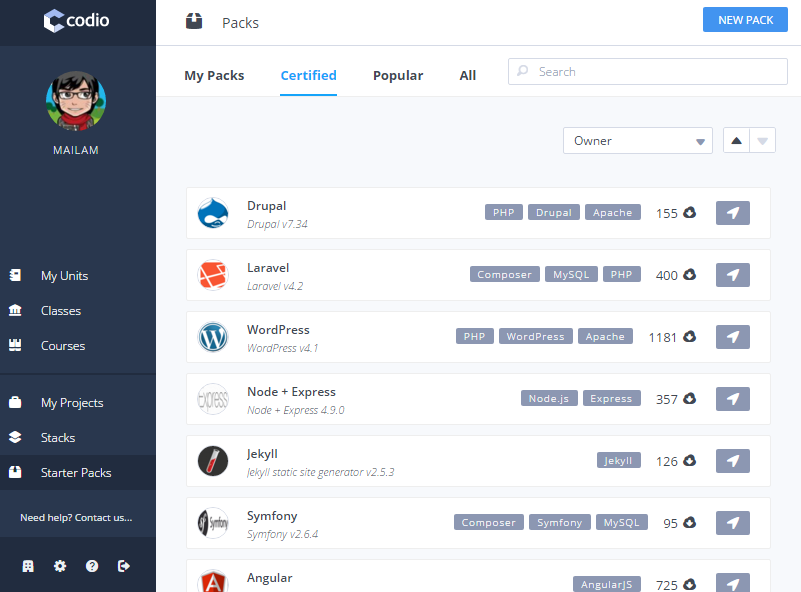 codio
Packs
NEW PACK
MAILAM
My Packs Certified Popular All Search
Owner
My Units
Classes
Courses
My Projects
Stacks
Starter Packs
Need help? Contact us...
Drupal
Drupal v7.34
PHP Drupal Apache 155
Laravel
Laravel v4.2
Composer MySQL PHP 400
WordPress
WordPress v4.1
PHP WordPress Apache 1181
express
Node + Express
Node + Express 4.9.0
Node.js Express 357
Jekyll
Jekyll static site generator v2.5.3
Jekyll 126
Symfony
Symfony
Symfony v2.6.4
Composer Symfony MySQL 95
Angular
AngularJS 725